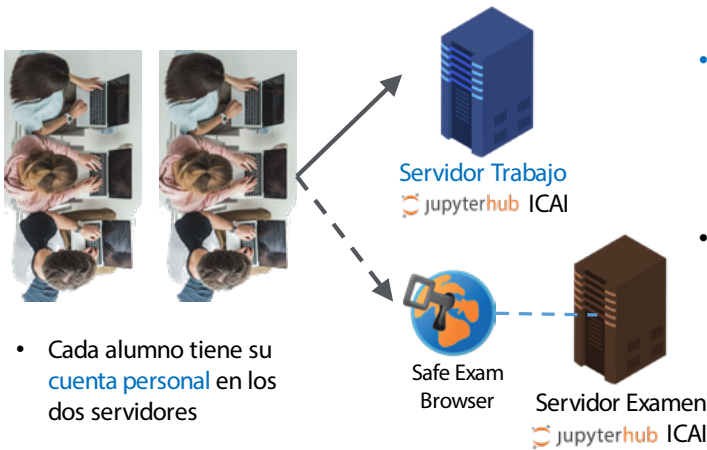 Servidor Trabajo
jupyterhub ICAI
• Cada alumno tiene su
cuenta personal en los
dos servidores
Safe Exam
Browser
Servidor Examen
jupyterhub ICAI